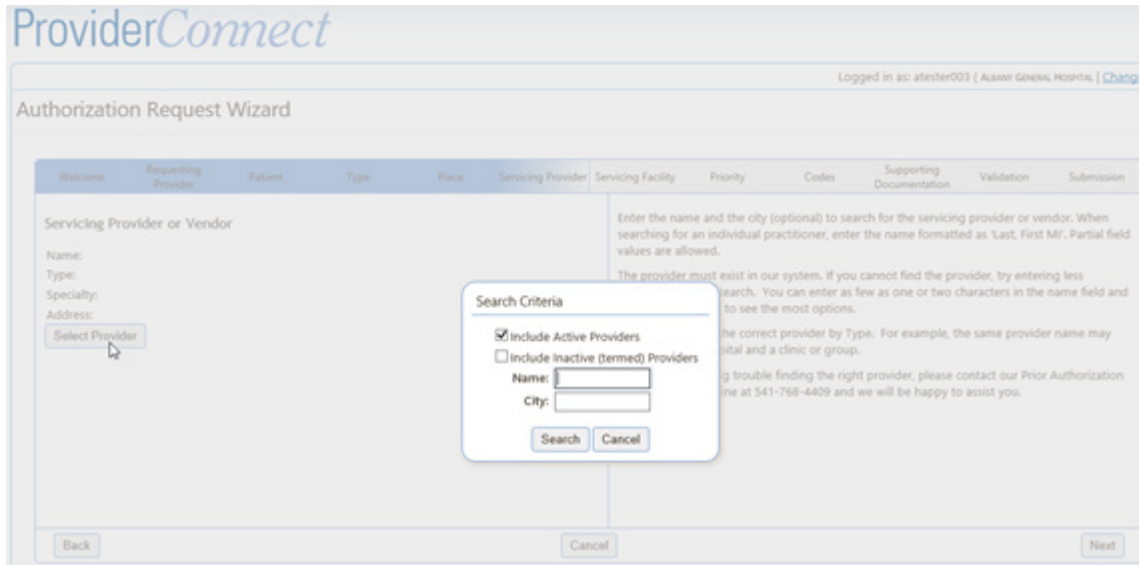 ProviderConnect
Logged in as: atester003 ( Albany General Hospital | Chang
Authorization Request Wizard
Welcome Requesting Provider Patient Type Place Servicing Provider Servicing Facility Priority Codes Supporting Documentation Validation Submission
Servicing Provider or Vendor
Name:
Type:
Specialty:
Address:
Select Provider
Enter the name and the city (optional) to search for the servicing provider or vendor. When
searching for an individual practitioner, enter the name formatted as 'Last, First MI'. Partial field
values are allowed.
The provider must exist in our system. If you cannot find the provider, try entering less
search. You can enter as few as one or two characters in the name field and
to see the most options.
he correct provider by Type. For example, the same provider name may
pital and a clinic or group.
g trouble finding the right provider, please contact our Prior Authorization
ne at 541-768-4409 and we will be happy to assist you.
Search Criteria
Include Active Providers
Include Inactive (termed) Providers
Name:
City:
Search Cancel
Back Cancel Next